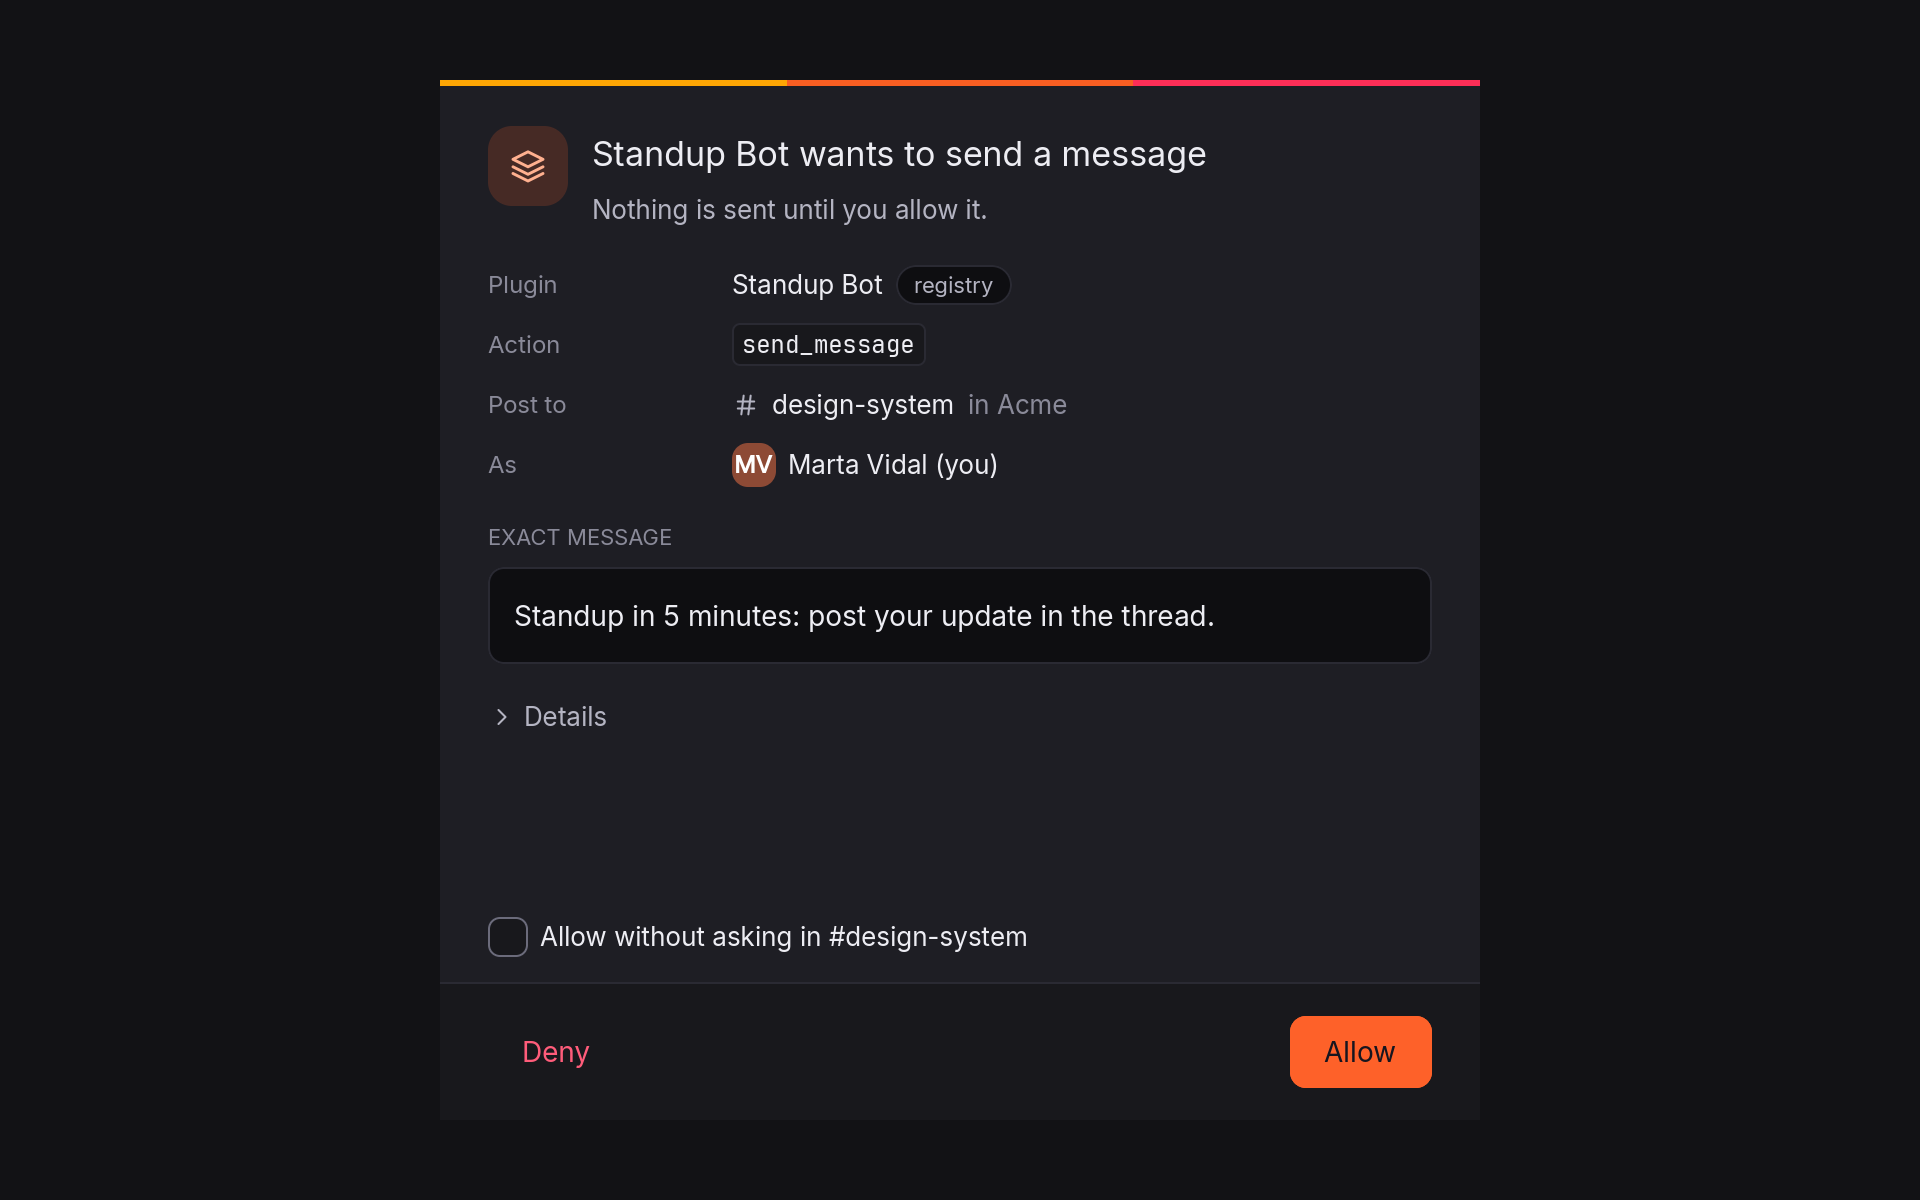 Standup Bot wants to send a message
Nothing is sent until you allow it.
Plugin Standup Bot registry
Action send_message
Post to # design-system in Acme
As MV Marta Vidal (you)
EXACT MESSAGE
Standup in 5 minutes: post your update in the thread.
Details
Allow without asking in #design-system
Deny Allow